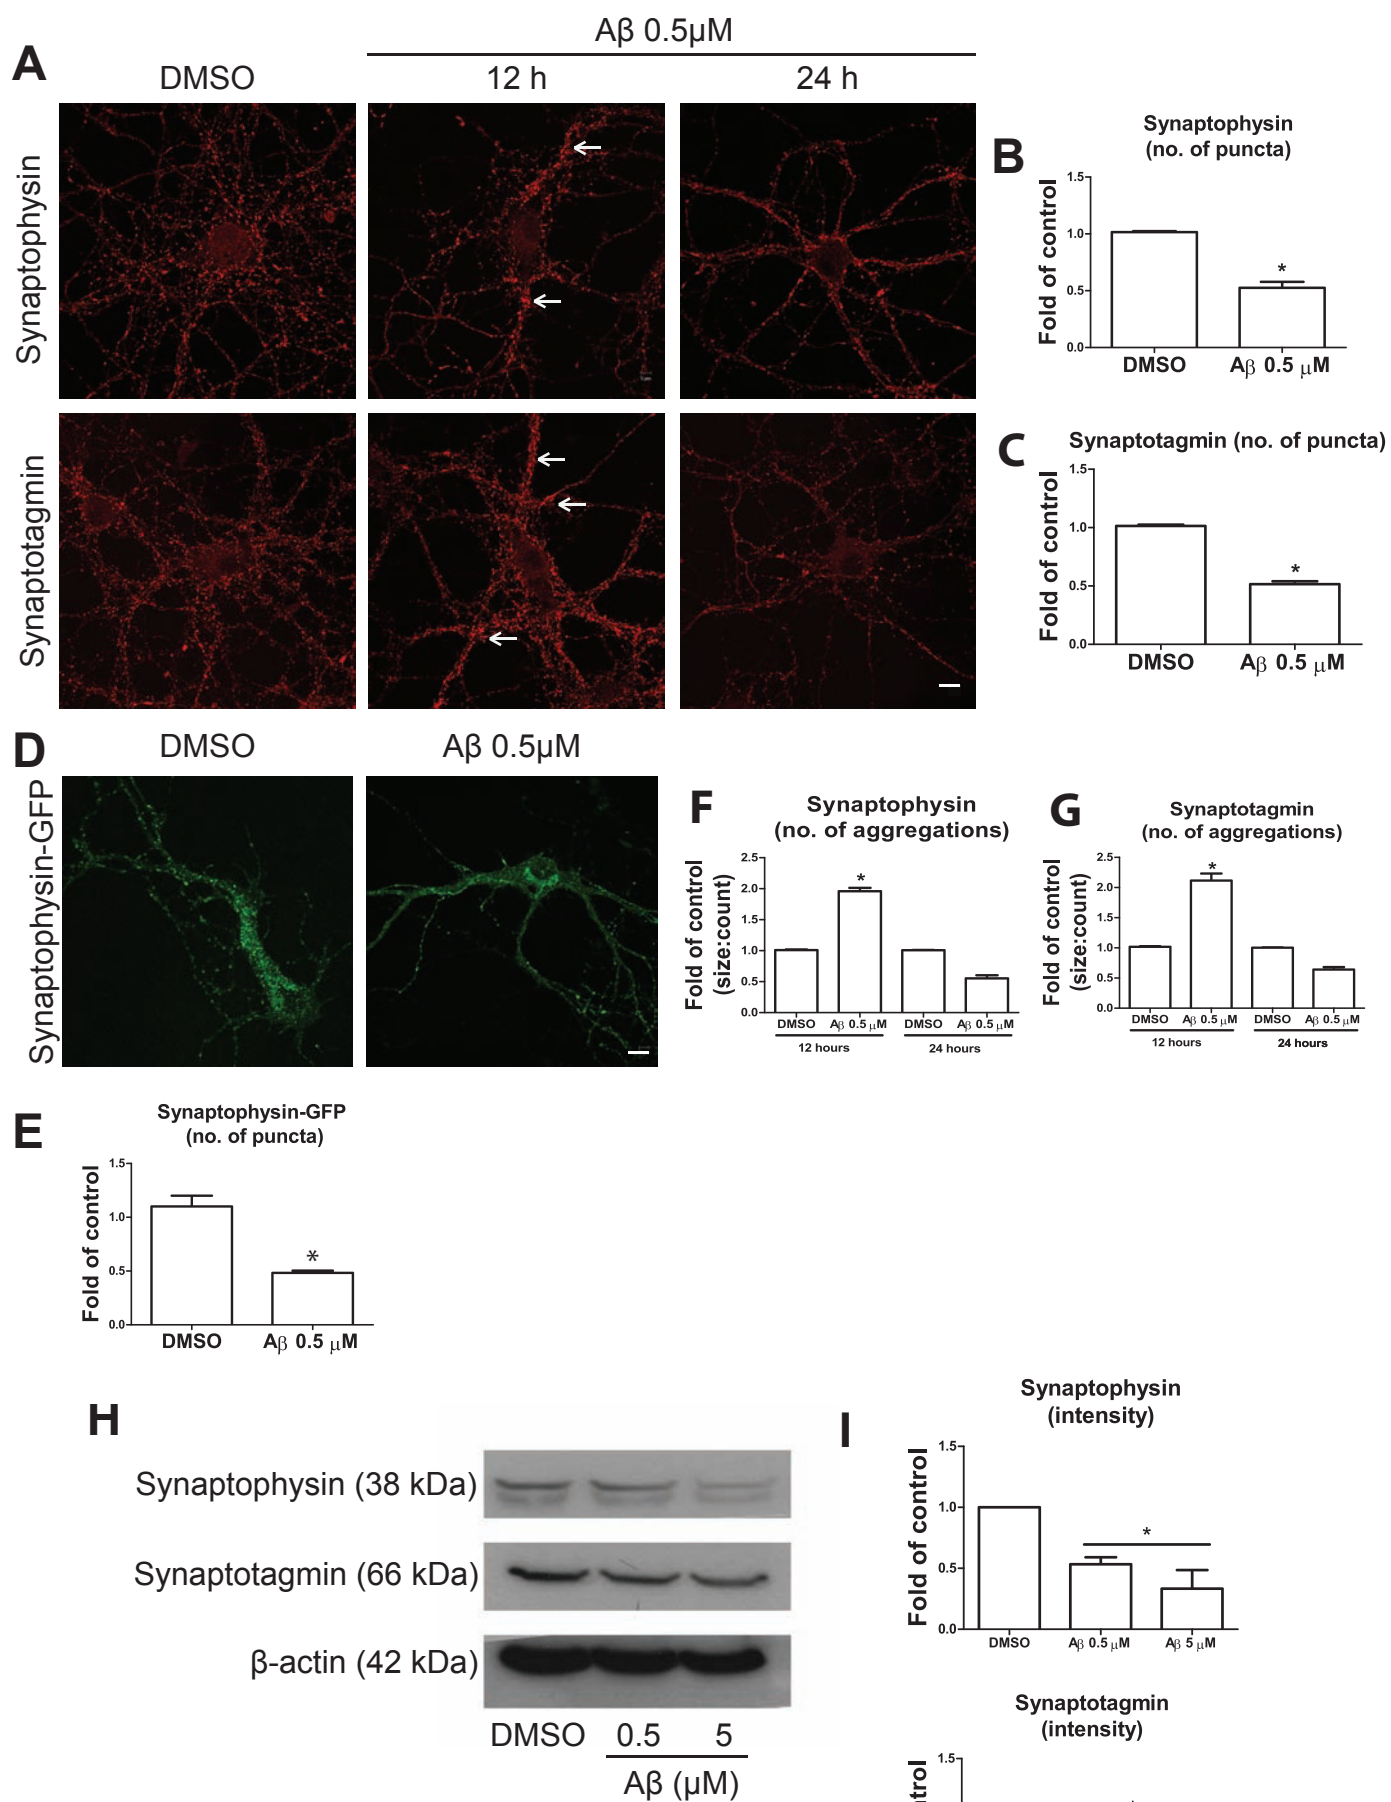 A
Aβ 0.5µM
DMSO
12 h
24 h
Synaptophysin
Synaptotagmin
B
Synaptophysin
(no. of puncta)
Fold of control
1.5
1.0
0.5
0.0
DMSO
Aβ 0.5 µM
*
C
Synaptotagmin (no. of puncta)
Fold of control
1.5
1.0
0.5
0.0
DMSO
Aβ 0.5 µM
*
D
DMSO
Aβ 0.5µM
Synaptophysin-GFP
F
Synaptophysin
(no. of aggregations)
Fold of control
(size:count)
2.5
2.0
1.5
1.0
0.5
0.0
*
DMSO Aβ 0.5 µM DMSO Aβ 0.5 µM
12 hours 24 hours
G
Synaptotagmin
(no. of aggregations)
Fold of control
(size:count)
2.5
2.0
1.5
1.0
0.5
0.0
*
DMSO Aβ 0.5 µM DMSO Aβ 0.5 µM
12 hours 24 hours
E
Synaptophysin-GFP
(no. of puncta)
Fold of control
1.5
1.0
0.5
0.0
*
DMSO
Aβ 0.5 µM
H
Synaptophysin (38 kDa)
Synaptotagmin (66 kDa)
β-actin (42 kDa)
DMSO 0.5 5
Aβ (µM)
I
Synaptophysin
(intensity)
Fold of control
1.5
1.0
0.5
0.0
*
DMSO Aβ 0.5 µM Aβ 5 µM
Synaptotagmin
(intensity)
1.5